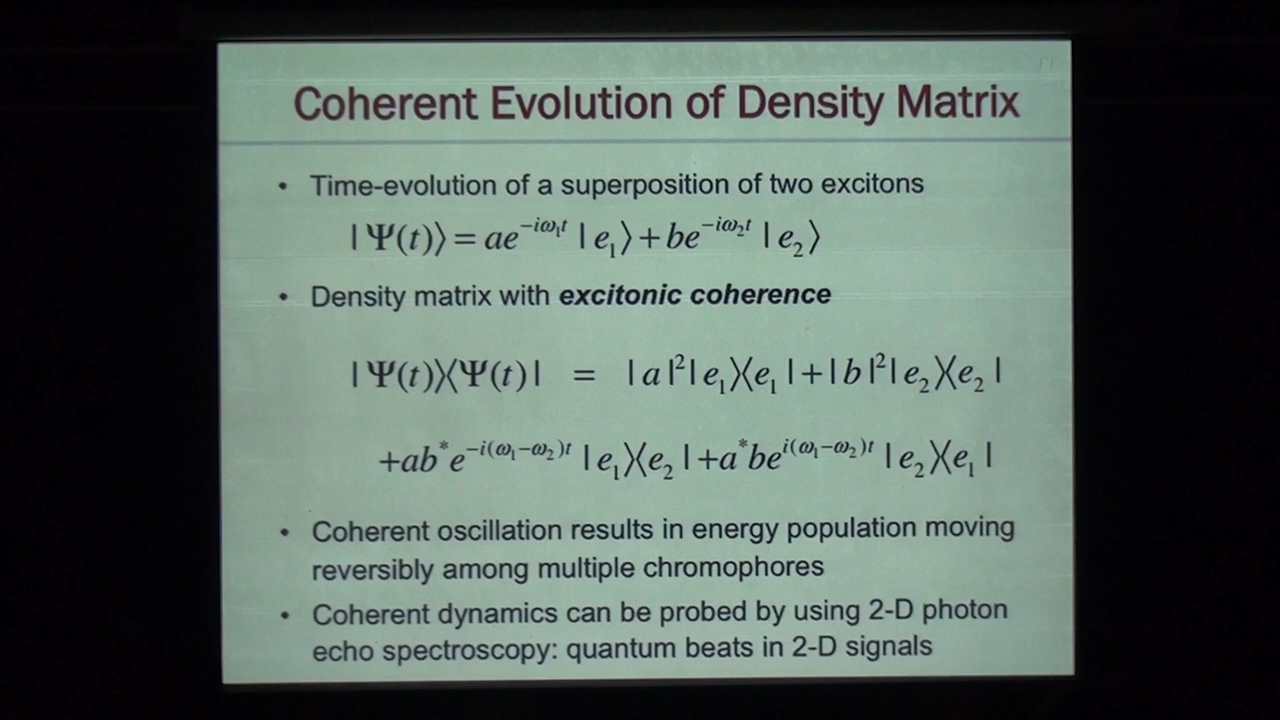 Coherent Evolution of Density Matrix
• Time-evolution of a superposition of two excitons
|Ψ(t)⟩ = ae^{-iω₁t} |e₁⟩ + be^{-iω₂t} |e₂⟩
• Density matrix with excitonic coherence
|Ψ(t)⟩⟨Ψ(t)| = |a|²|e₁⟩⟨e₁| + |b|²|e₂⟩⟨e₂|
+ab*e^{-i(ω₁-ω₂)t} |e₁⟩⟨e₂| + a*be^{i(ω₁-ω₂)t} |e₂⟩⟨e₁|
• Coherent oscillation results in energy population moving
reversibly among multiple chromophores
• Coherent dynamics can be probed by using 2-D photon
echo spectroscopy: quantum beats in 2-D signals